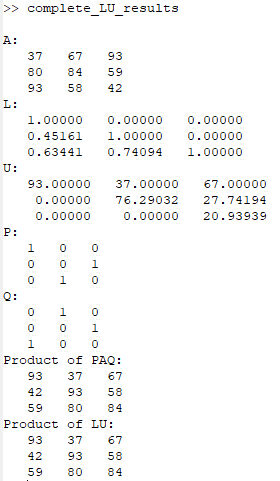 >> complete_LU_results
A:
37 67 93
80 84 59
93 58 42
L:
1.00000 0.00000 0.00000
0.45161 1.00000 0.00000
0.63441 0.74094 1.00000
U:
93.00000 37.00000 67.00000
0.00000 76.29032 27.74194
0.00000 0.00000 20.93939
P:
1 0 0
0 0 1
0 1 0
Q:
0 1 0
0 0 1
1 0 0
Product of PAQ:
93 37 67
42 93 58
59 80 84
Product of LU:
93 37 67
42 93 58
59 80 84